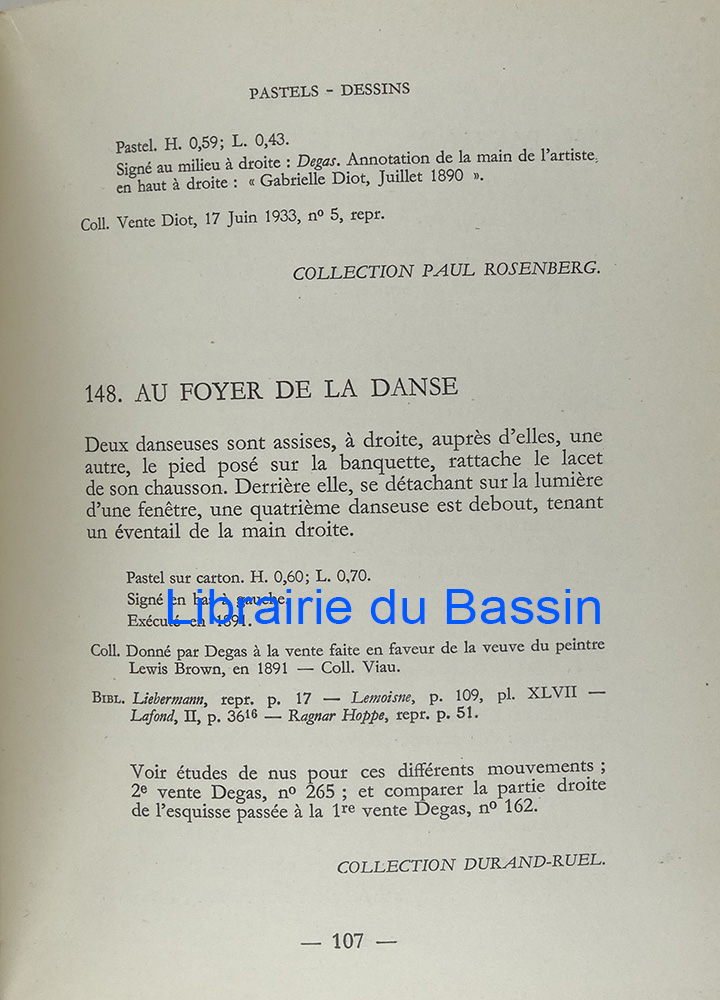 PASTELS - DESSINS
Pastel. H. 0,59; L. 0,43.
Signé au milieu à droite : Degas. Annotation de la main de l'artiste,
en haut à droite : « Gabrielle Diot, Juillet 1890 ».
Coll. Vente Diot, 17 Juin 1933, nº 5, repr.
COLLECTION PAUL ROSENBERG.
148. AU FOYER DE LA DANSE
Deux danseuses sont assises, à droite, auprès d'elles, une
autre, le pied posé sur la banquette, rattache le lacet
de son chausson. Derrière elle, se détachant sur la lumière
d'une fenêtre, une quatrième danseuse est debout, tenant
un éventail de la main droite.
Pastel sur carton. H. 0,60; L. 0,70.
Signé en bas à gauche.
Librairie du Bassin
Exécuté en 1891.
Coll. Donné par Degas à la vente faite en faveur de la veuve du peintre
Lewis Brown, en 1891 — Coll. Viau.
BIBL. Liebermann, repr. p. 17 — Lemoisne, p. 109, pl. XLVII —
Lafond, II, p. 36¹⁶ — Ragnar Hoppe, repr. p. 51.
Voir études de nus pour ces différents mouvements ;
2e vente Degas, nº 265 ; et comparer la partie droite
de l'esquisse passée à la 1re vente Degas, nº 162.
COLLECTION DURAND-RUEL.
— 107 —